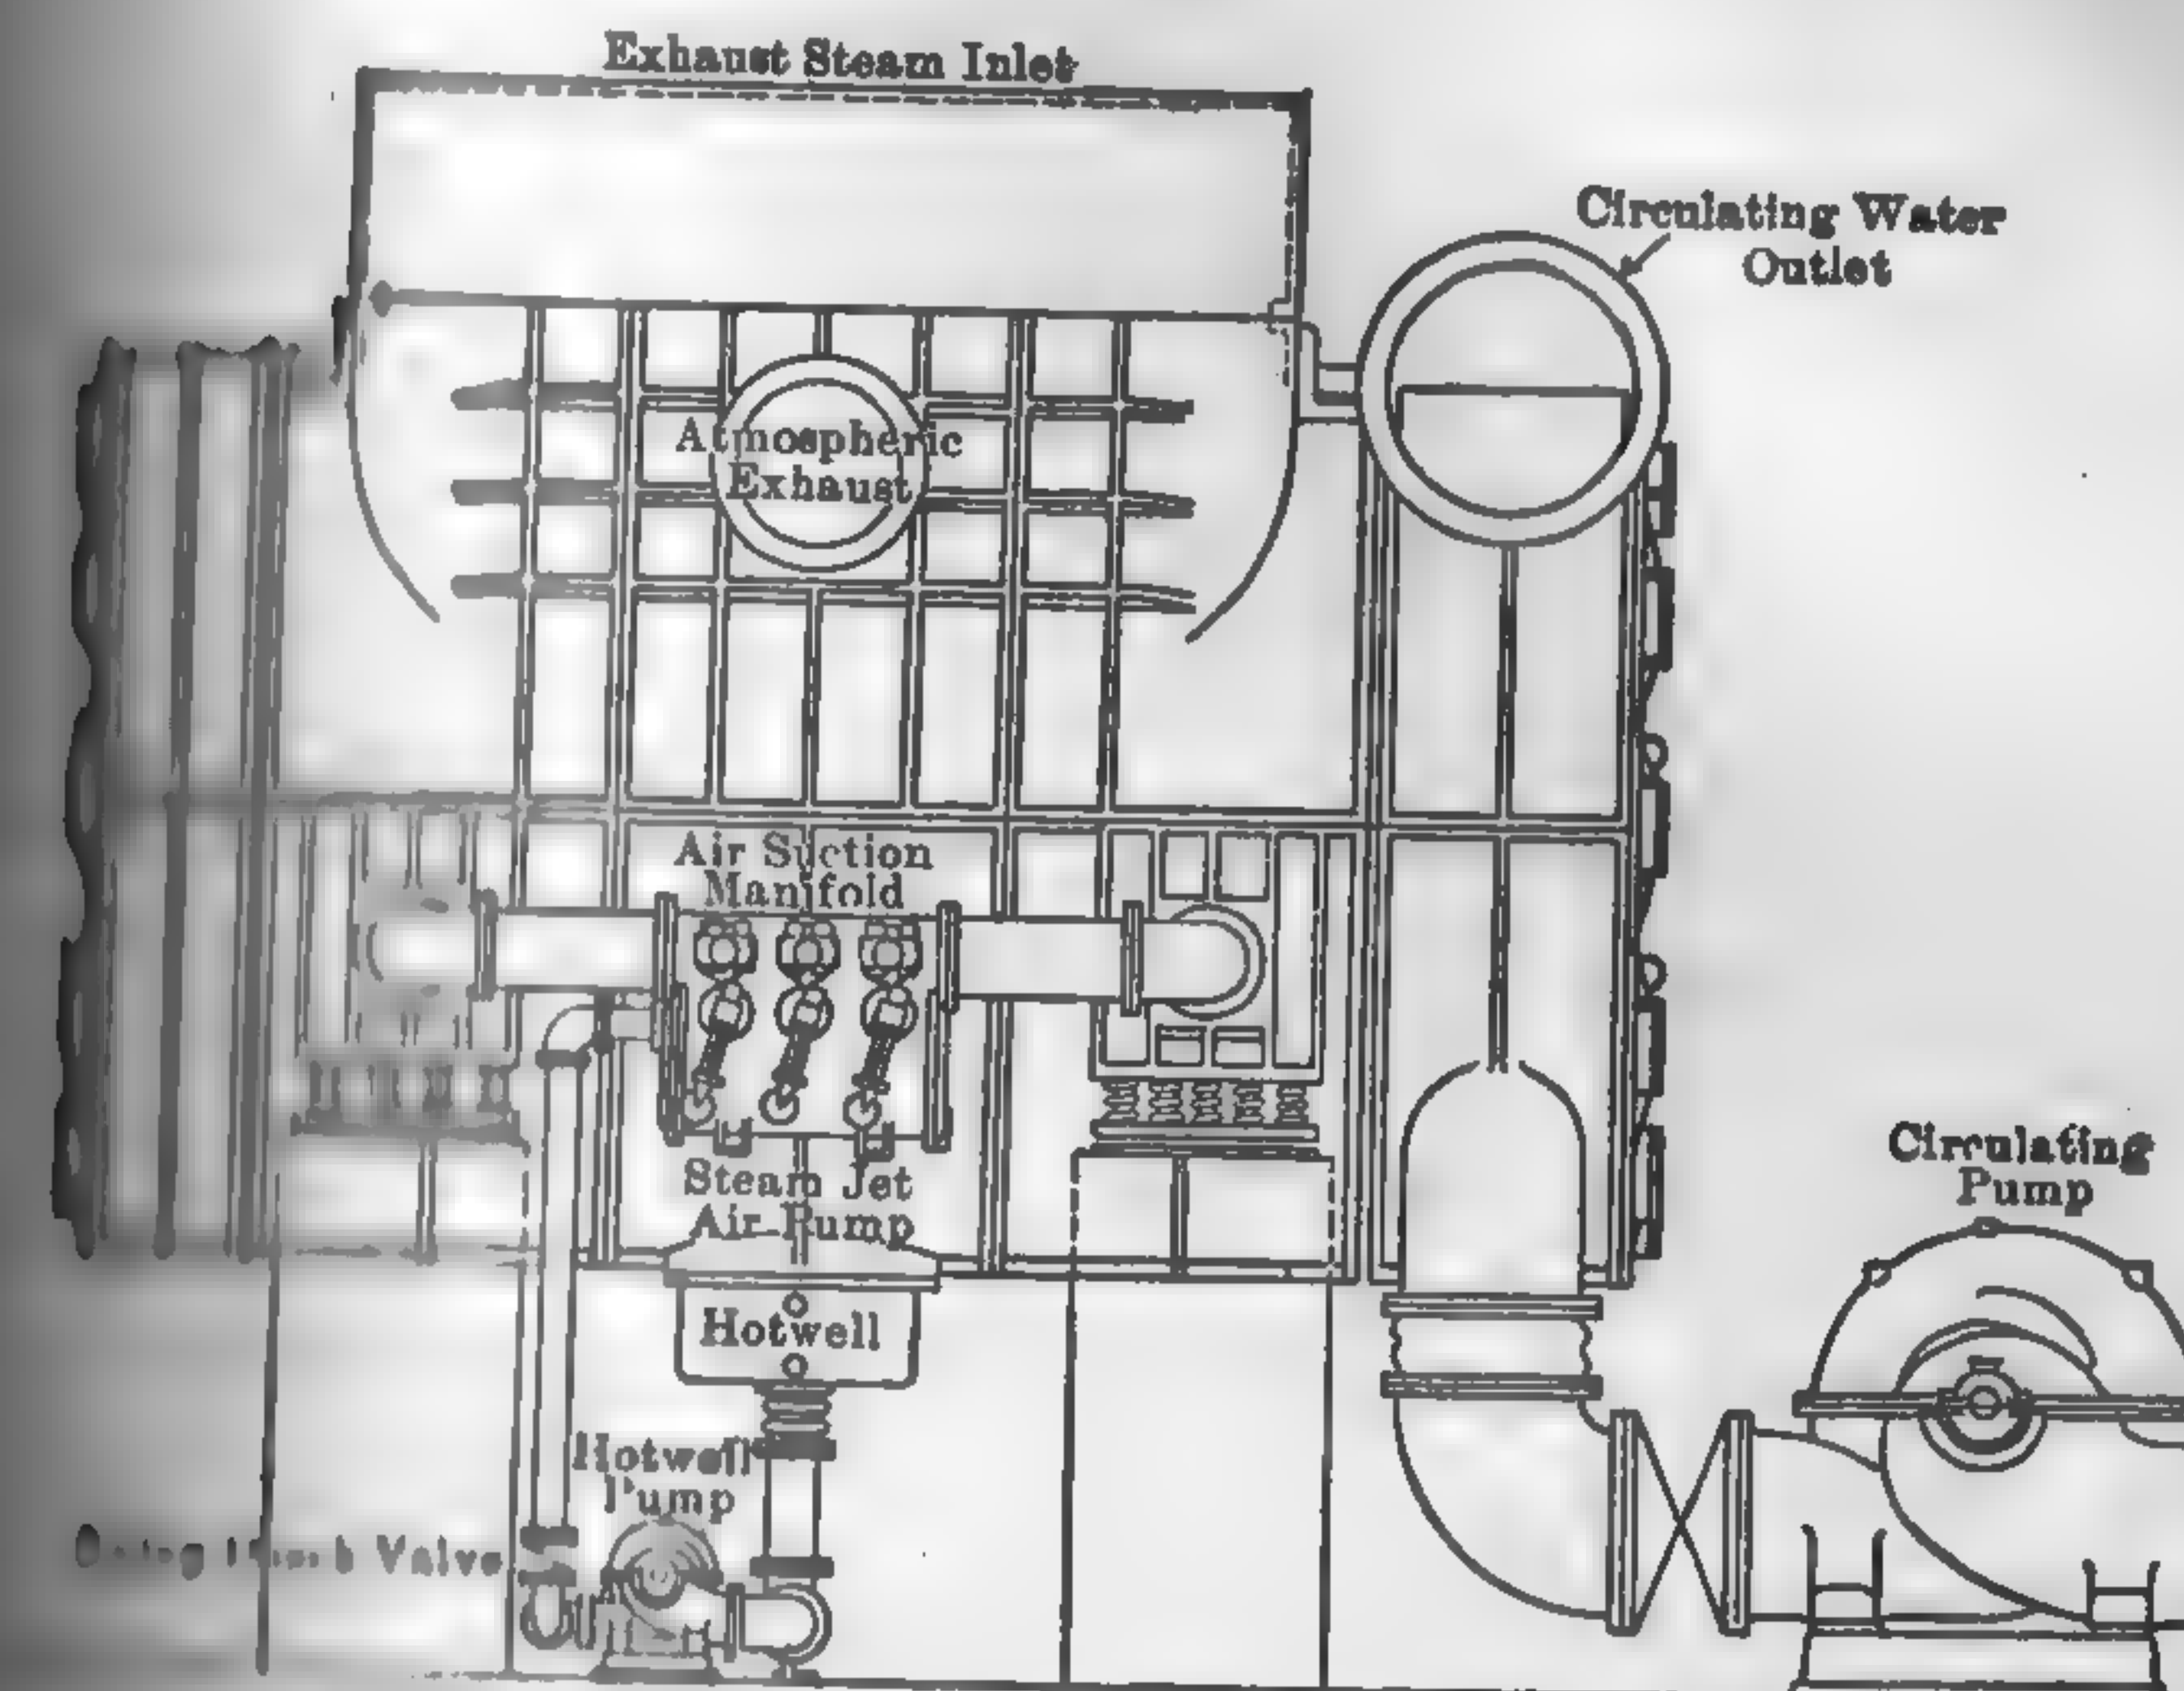 Exhaust Steam Inlet
Circulating Water
Outlet
Atmospheric
Exhaust
Air Suction
Manifold
Steam Jet
Air Pump
Circulating
Pump
Hotwell
Hotwell
Pump
Valve